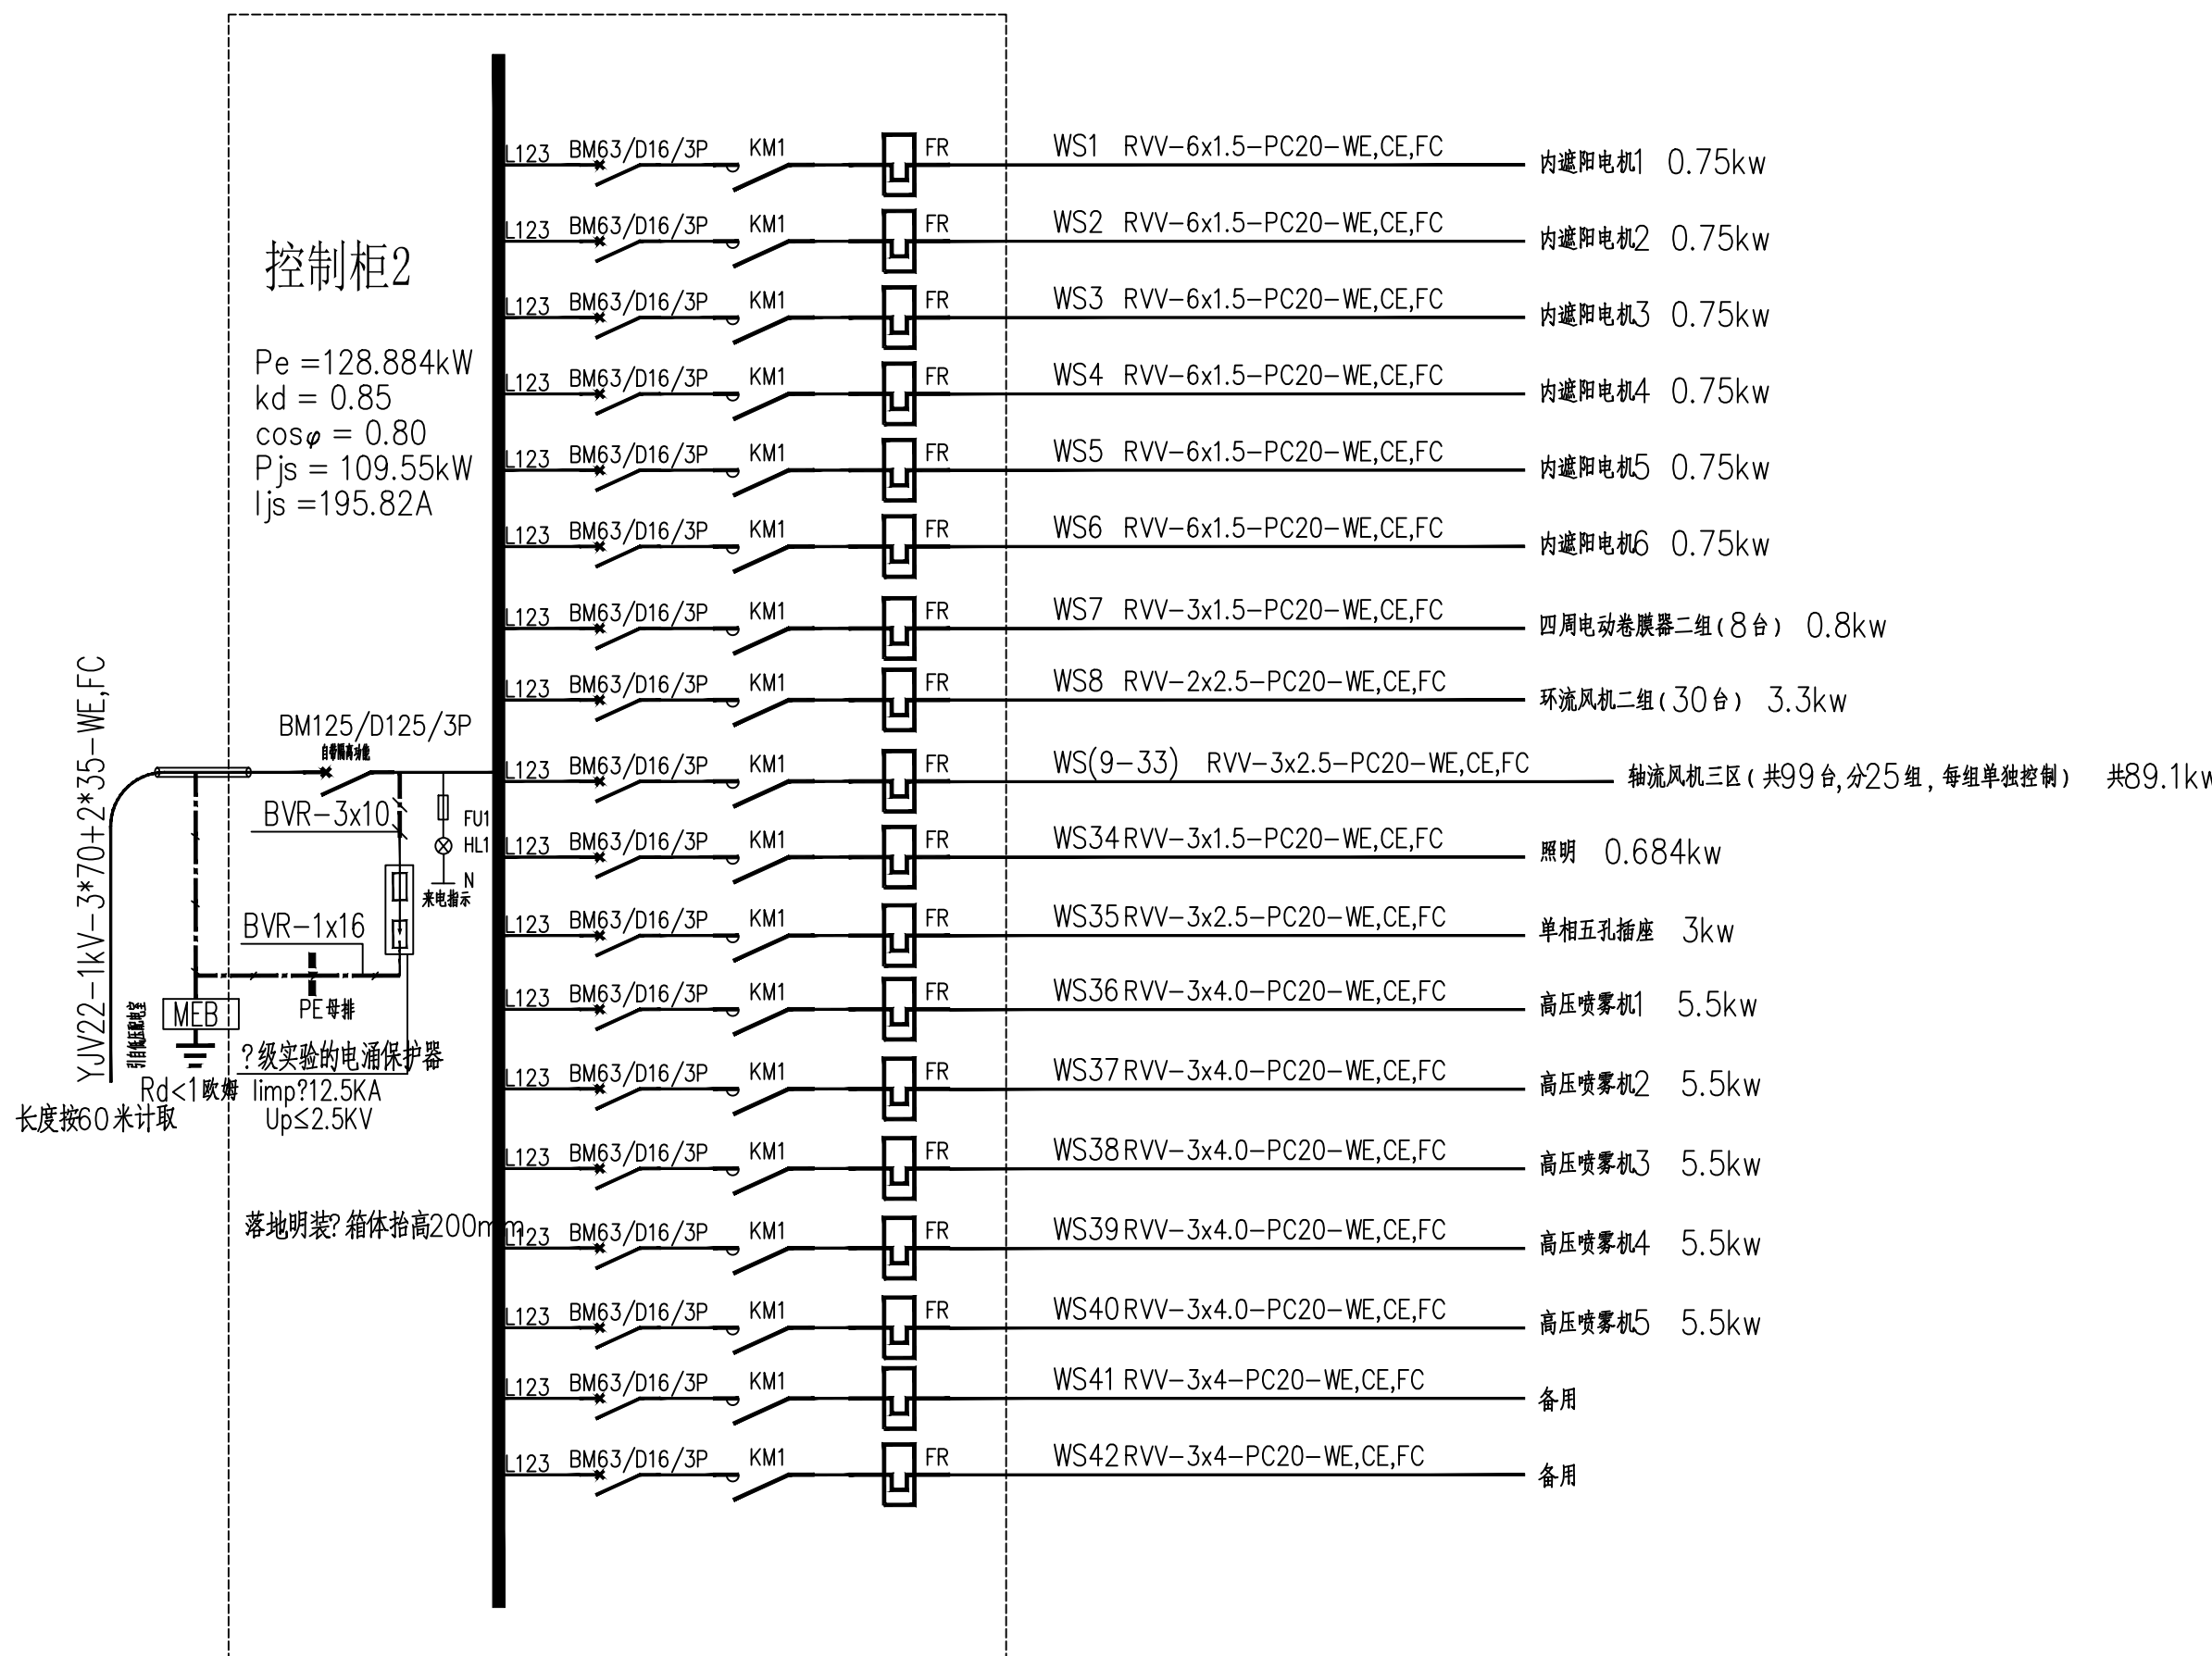 控制柜2
Pe =128.884kW
kd = 0.85
cosφ = 0.80
Pjs = 109.55kW
Ijs =195.82A
L123 BM63/D16/3P KM1 FR WS1 RVV-6x1.5-PC20-WE,CE,FC 内遮阳电机1 0.75kw
L123 BM63/D16/3P KM1 FR WS2 RVV-6x1.5-PC20-WE,CE,FC 内遮阳电机2 0.75kw
L123 BM63/D16/3P KM1 FR WS3 RVV-6x1.5-PC20-WE,CE,FC 内遮阳电机3 0.75kw
L123 BM63/D16/3P KM1 FR WS4 RVV-6x1.5-PC20-WE,CE,FC 内遮阳电机4 0.75kw
L123 BM63/D16/3P KM1 FR WS5 RVV-6x1.5-PC20-WE,CE,FC 内遮阳电机5 0.75kw
L123 BM63/D16/3P KM1 FR WS6 RVV-6x1.5-PC20-WE,CE,FC 内遮阳电机6 0.75kw
L123 BM63/D16/3P KM1 FR WS7 RVV-3x1.5-PC20-WE,CE,FC 四周电动卷膜器二组(8台) 0.8kw
L123 BM63/D16/3P KM1 FR WS8 RVV-2x2.5-PC20-WE,CE,FC 环流风机二组(30台) 3.3kw
L123 BM63/D16/3P KM1 FR WS(9-33) RVV-3x2.5-PC20-WE,CE,FC 轴流风机三区(共99台,分25组,每组单独控制) 共89.1kw
L123 BM63/D16/3P KM1 FR WS34 RVV-3x1.5-PC20-WE,CE,FC 照明 0.684kw
L123 BM63/D16/3P KM1 FR WS35 RVV-3x2.5-PC20-WE,CE,FC 单相五孔插座 3kw
L123 BM63/D16/3P KM1 FR WS36 RVV-3x4.0-PC20-WE,CE,FC 高压喷雾机1 5.5kw
L123 BM63/D16/3P KM1 FR WS37 RVV-3x4.0-PC20-WE,CE,FC 高压喷雾机2 5.5kw
L123 BM63/D16/3P KM1 FR WS38 RVV-3x4.0-PC20-WE,CE,FC 高压喷雾机3 5.5kw
L123 BM63/D16/3P KM1 FR WS39 RVV-3x4.0-PC20-WE,CE,FC 高压喷雾机4 5.5kw
L123 BM63/D16/3P KM1 FR WS40 RVV-3x4.0-PC20-WE,CE,FC 高压喷雾机5 5.5kw
L123 BM63/D16/3P KM1 FR WS41 RVV-3x4-PC20-WE,CE,FC 备用
L123 BM63/D16/3P KM1 FR WS42 RVV-3x4-PC20-WE,CE,FC 备用
YJV22-1kV-3*70+2*35-WE,FC
引自低压配电室
长度按60米计取
BM125/D125/3P
自带隔离功能
BVR-3x10
FU1
HL1
N
来电指示
BVR-1x16
PE母排
MEB
Rd<1欧姆
?级实验的电涌保护器
Iimp?12.5KA
Up≤2.5KV
落地明装?箱体抬高200mm